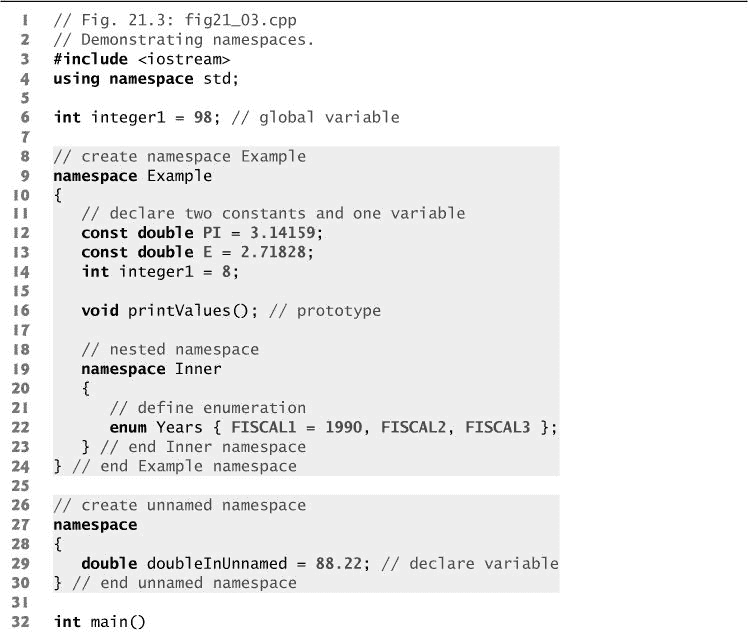 1 // Fig. 21.3: fig21_03.cpp
2 // Demonstrating namespaces.
3 #include <iostream>
4 using namespace std;
5
6 int integer1 = 98; // global variable
7
8 // create namespace Example
9 namespace Example
10 {
11    // declare two constants and one variable
12    const double PI = 3.14159;
13    const double E = 2.71828;
14    int integer1 = 8;
15
16    void printValues(); // prototype
17
18    // nested namespace
19    namespace Inner
20    {
21       // define enumeration
22       enum Years { FISCAL1 = 1990, FISCAL2, FISCAL3 };
23    } // end Inner namespace
24 } // end Example namespace
25
26 // create unnamed namespace
27 namespace
28 {
29    double doubleInUnnamed = 88.22; // declare variable
30 } // end unnamed namespace
31
32 int main()